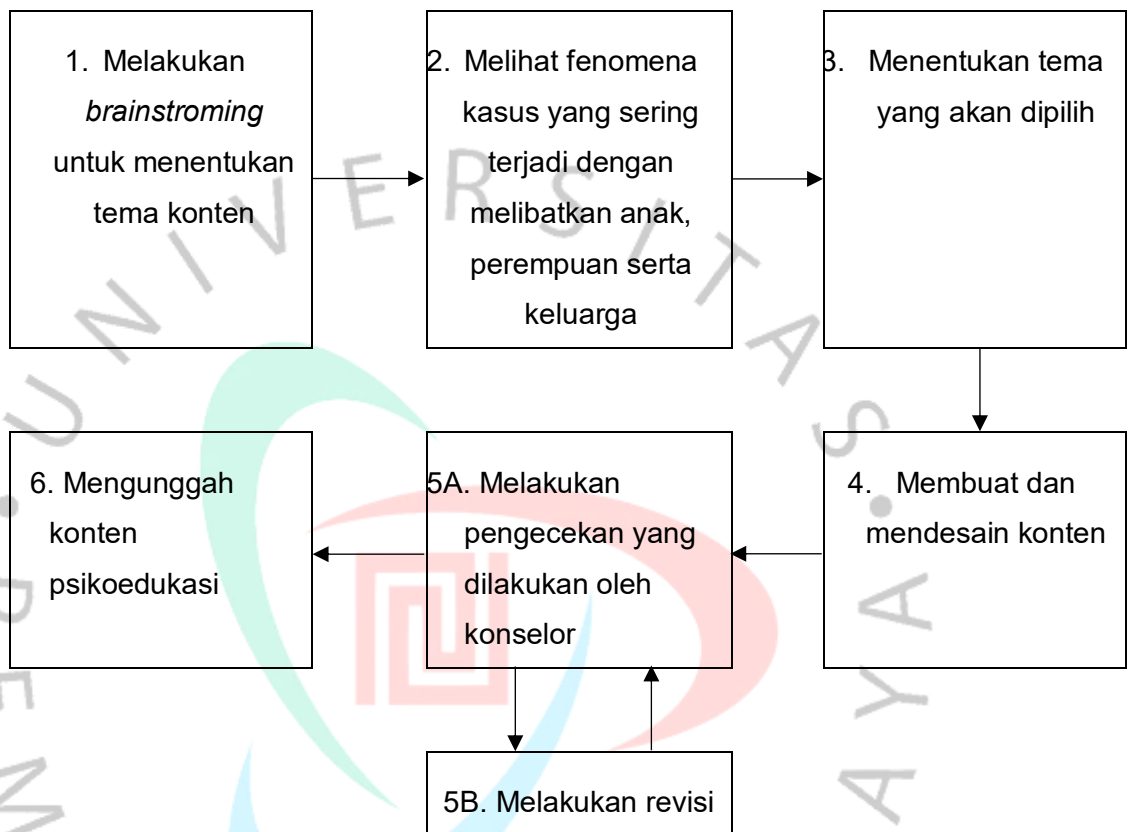 1. Melakukan
brainstroming
untuk menentukan
tema konten
2. Melihat fenomena
kasus yang sering
terjadi dengan
melibatkan anak,
perempuan serta
keluarga
3. Menentukan tema
yang akan dipilih
4. Membuat dan
mendesain konten
5A. Melakukan
pengecekan yang
dilakukan oleh
konselor
5B. Melakukan revisi
6. Mengunggah
konten
psikoedukasi
UNIVERSITAS